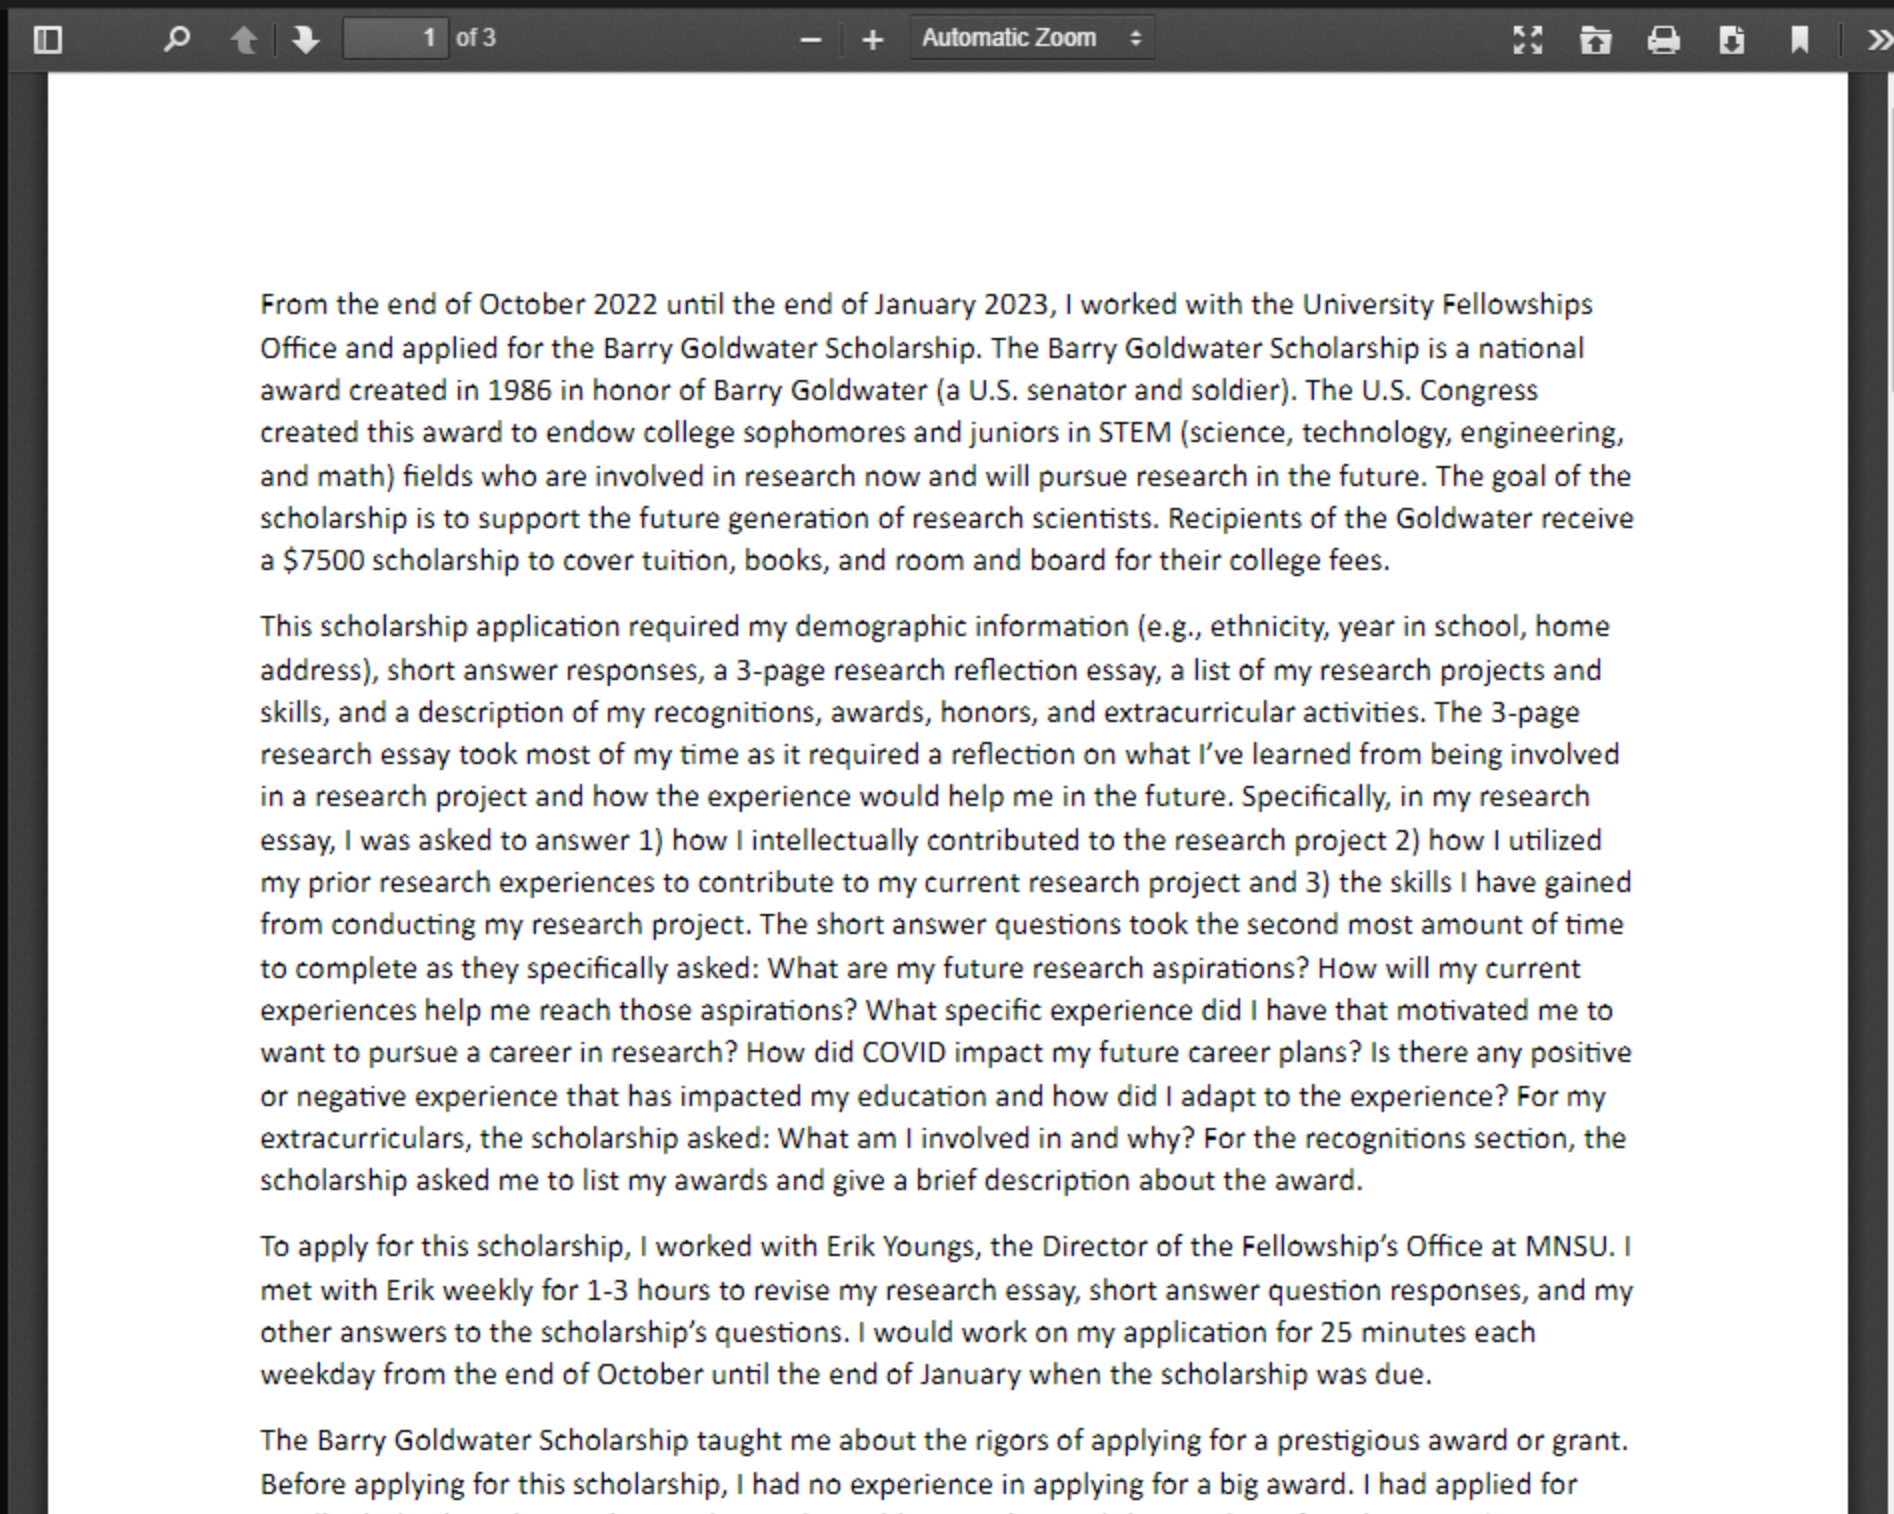 1 of 3
Automatic Zoom
From the end of October 2022 until the end of January 2023, I worked with the University Fellowships
Office and applied for the Barry Goldwater Scholarship. The Barry Goldwater Scholarship is a national
award created in 1986 in honor of Barry Goldwater (a U.S. senator and soldier). The U.S. Congress
created this award to endow college sophomores and juniors in STEM (science, technology, engineering,
and math) fields who are involved in research now and will pursue research in the future. The goal of the
scholarship is to support the future generation of research scientists. Recipients of the Goldwater receive
a $7500 scholarship to cover tuition, books, and room and board for their college fees.
This scholarship application required my demographic information (e.g., ethnicity, year in school, home
address), short answer responses, a 3-page research reflection essay, a list of my research projects and
skills, and a description of my recognitions, awards, honors, and extracurricular activities. The 3-page
research essay took most of my time as it required a reflection on what I’ve learned from being involved
in a research project and how the experience would help me in the future. Specifically, in my research
essay, I was asked to answer 1) how I intellectually contributed to the research project 2) how I utilized
my prior research experiences to contribute to my current research project and 3) the skills I have gained
from conducting my research project. The short answer questions took the second most amount of time
to complete as they specifically asked: What are my future research aspirations? How will my current
experiences help me reach those aspirations? What specific experience did I have that motivated me to
want to pursue a career in research? How did COVID impact my future career plans? Is there any positive
or negative experience that has impacted my education and how did I adapt to the experience? For my
extracurriculars, the scholarship asked: What am I involved in and why? For the recognitions section, the
scholarship asked me to list my awards and give a brief description about the award.
To apply for this scholarship, I worked with Erik Youngs, the Director of the Fellowship’s Office at MNSU. I
met with Erik weekly for 1-3 hours to revise my research essay, short answer question responses, and my
other answers to the scholarship’s questions. I would work on my application for 25 minutes each
weekday from the end of October until the end of January when the scholarship was due.
The Barry Goldwater Scholarship taught me about the rigors of applying for a prestigious award or grant.
Before applying for this scholarship, I had no experience in applying for a big award. I had applied for